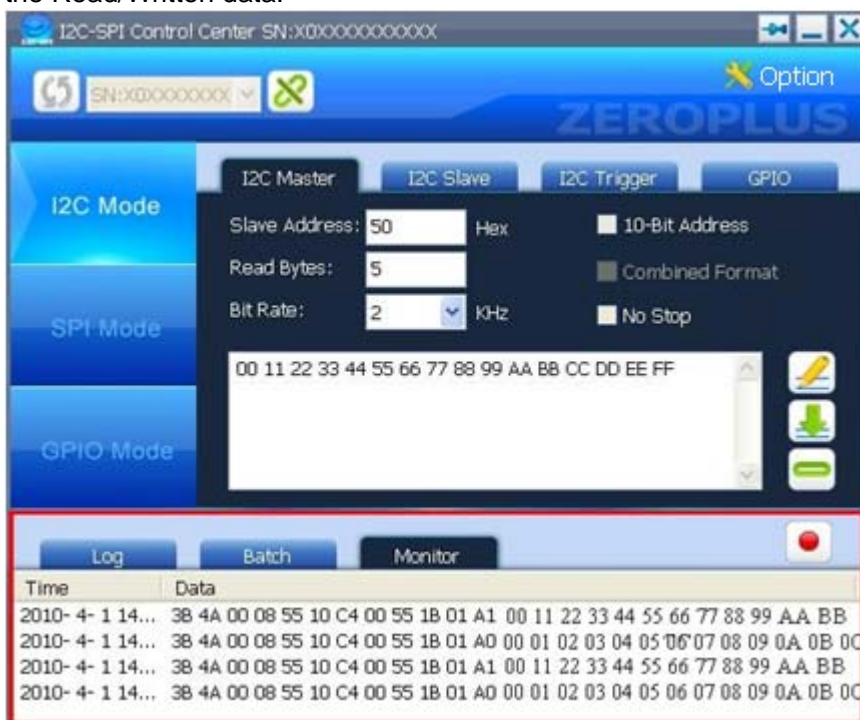 the Read/Written data.
I2C-SPI Control Center SN:X0XXXXXXXXXX
SN:X0XXXXXXX
Option
ZEROPLUS
I2C Mode
SPI Mode
GPIO Mode
I2C Master I2C Slave I2C Trigger GPIO
Slave Address: 50 Hex 10-Bit Address
Read Bytes: 5 Combined Format
Bit Rate: 2 KHz No Stop
00 11 22 33 44 55 66 77 88 99 AA BB CC DD EE FF
Log Batch Monitor
Time Data
2010- 4- 1 14... 3B 4A 00 08 55 10 C4 00 55 1B 01 A1 00 11 22 33 44 55 66 77 88 99 AA BB
2010- 4- 1 14... 3B 4A 00 08 55 10 C4 00 55 1B 01 A0 00 01 02 03 04 05 06 07 08 09 0A 0B 0C
2010- 4- 1 14... 3B 4A 00 08 55 10 C4 00 55 1B 01 A1 00 11 22 33 44 55 66 77 88 99 AA BB
2010- 4- 1 14... 3B 4A 00 08 55 10 C4 00 55 1B 01 A0 00 01 02 03 04 05 06 07 08 09 0A 0B 0C